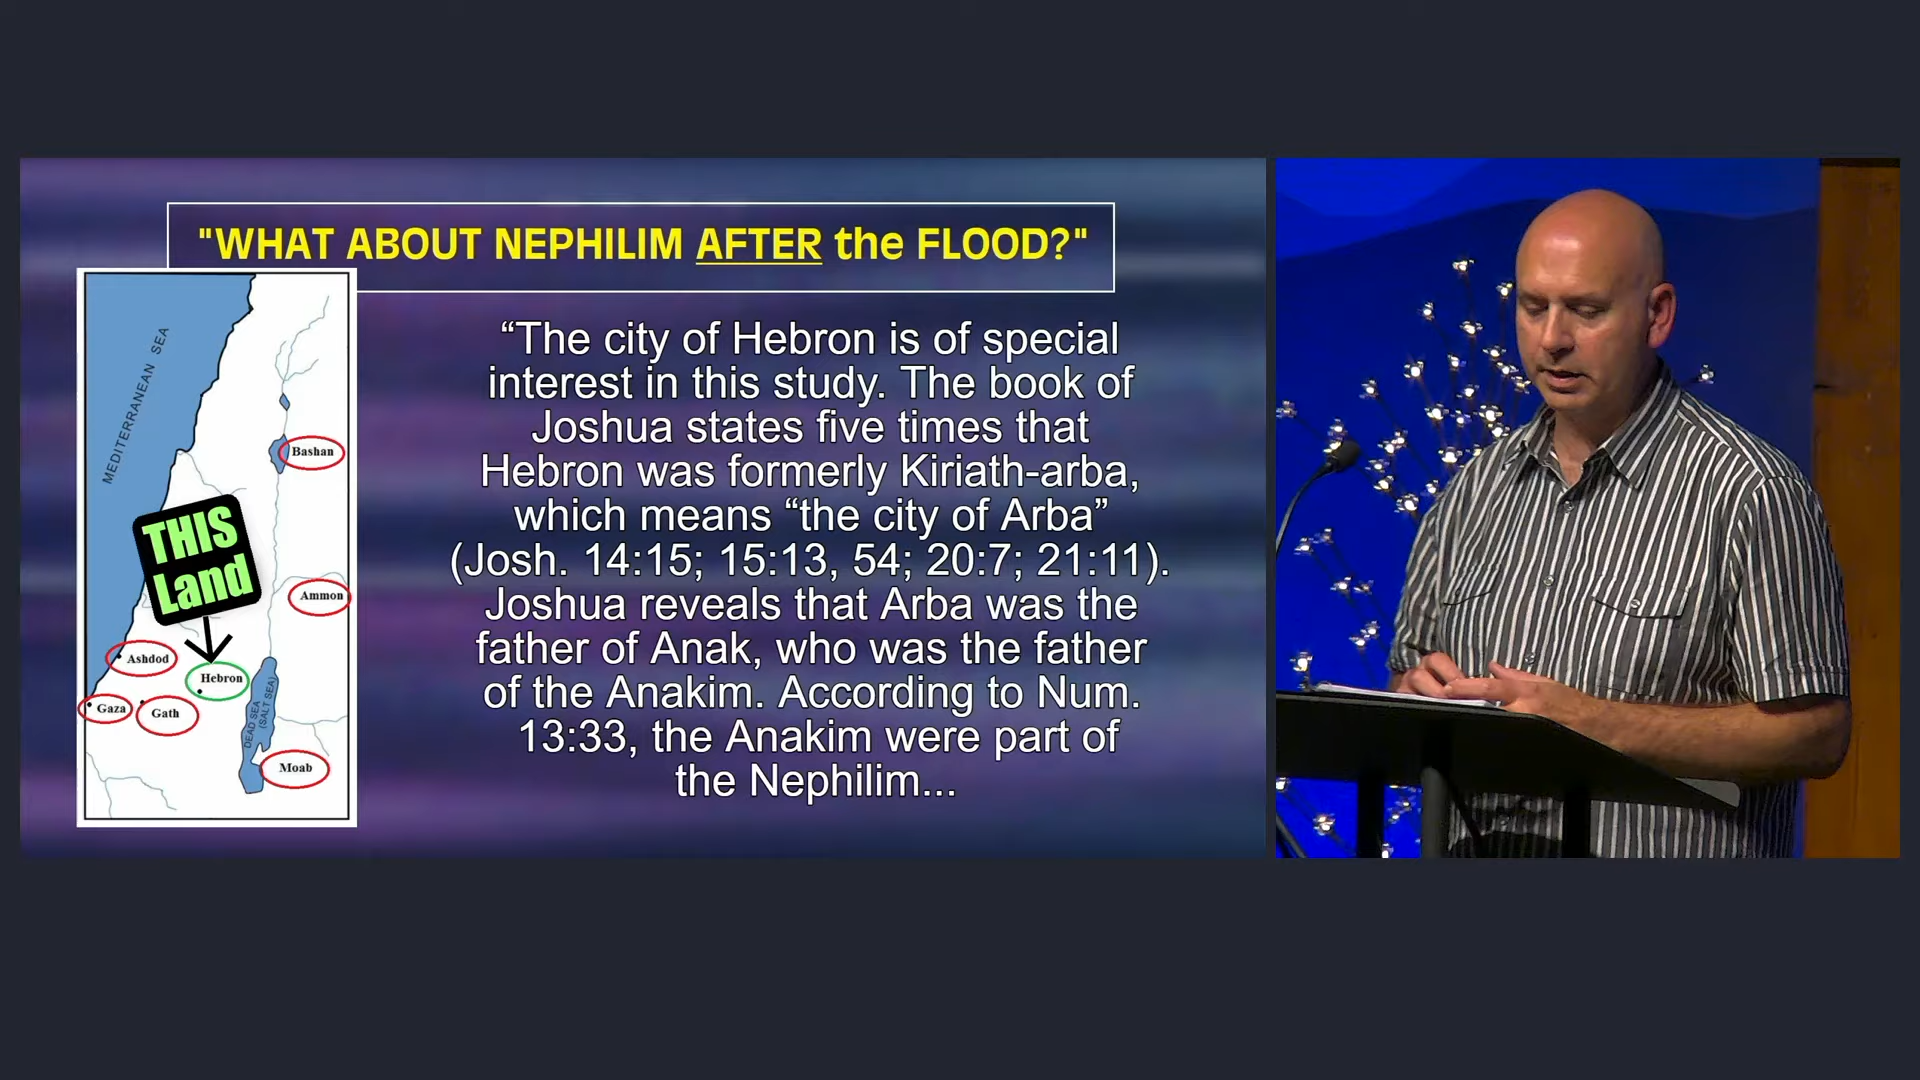 "WHAT ABOUT NEPHILIM AFTER the FLOOD?"
MEDITERRANEAN SEA
Bashan
THIS
Land
Ammon
Ashdod
Hebron
Gaza
Gath
DEAD SEA
(SALT SEA)
Moab
“The city of Hebron is of special
interest in this study. The book of
Joshua states five times that
Hebron was formerly Kiriath-arba,
which means “the city of Arba”
(Josh. 14:15; 15:13, 54; 20:7; 21:11).
Joshua reveals that Arba was the
father of Anak, who was the father
of the Anakim. According to Num.
13:33, the Anakim were part of
the Nephilim...